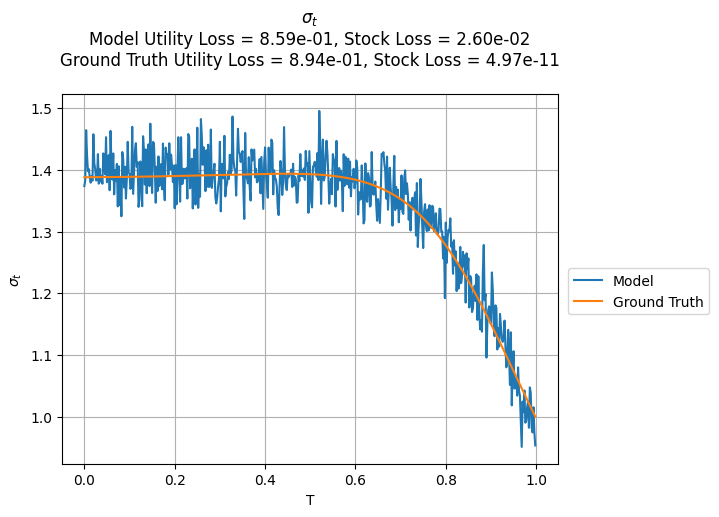 σt
Model Utility Loss = 8.59e-01, Stock Loss = 2.60e-02
Ground Truth Utility Loss = 8.94e-01, Stock Loss = 4.97e-11
1.5
1.4
1.3
1.2
1.1
1.0
σt
0.0 0.2 0.4 0.6 0.8 1.0
T
Model
Ground Truth